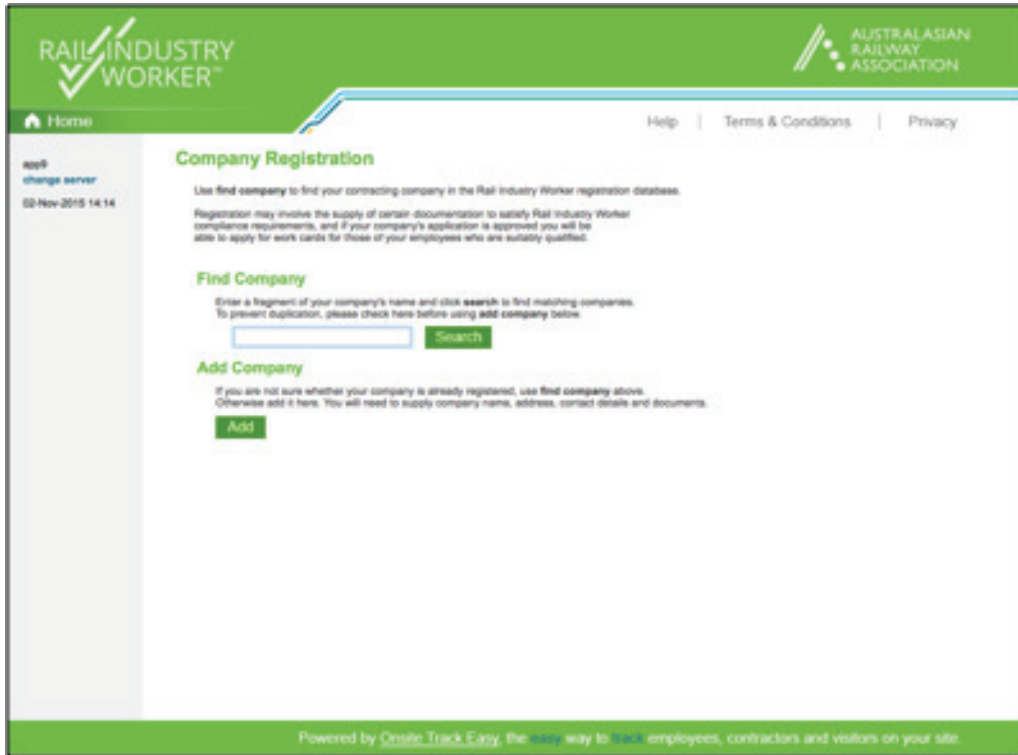 RAIL INDUSTRY
WORKER™
AUSTRALASIAN
RAILWAY
ASSOCIATION
Home
Help | Terms & Conditions | Privacy
app9
change server
02-Nov-2015 14:14
Company Registration
Use find company to find your contracting company in the Rail Industry Worker registration database.
Registration may involve the supply of certain documentation to satisfy Rail Industry Worker
compliance requirements, and if your company's application is approved you will be
able to apply for work cards for those of your employees who are suitably qualified.
Find Company
Enter a fragment of your company's name and click search to find matching companies.
To prevent duplication, please check here before using add company below.
Search
Add Company
If you are not sure whether your company is already registered, use find company above.
Otherwise add it here. You will need to supply company name, address, contact details and documents.
Add
Powered by Onsite Track Easy, the easy way to track employees, contractors and visitors on your site.